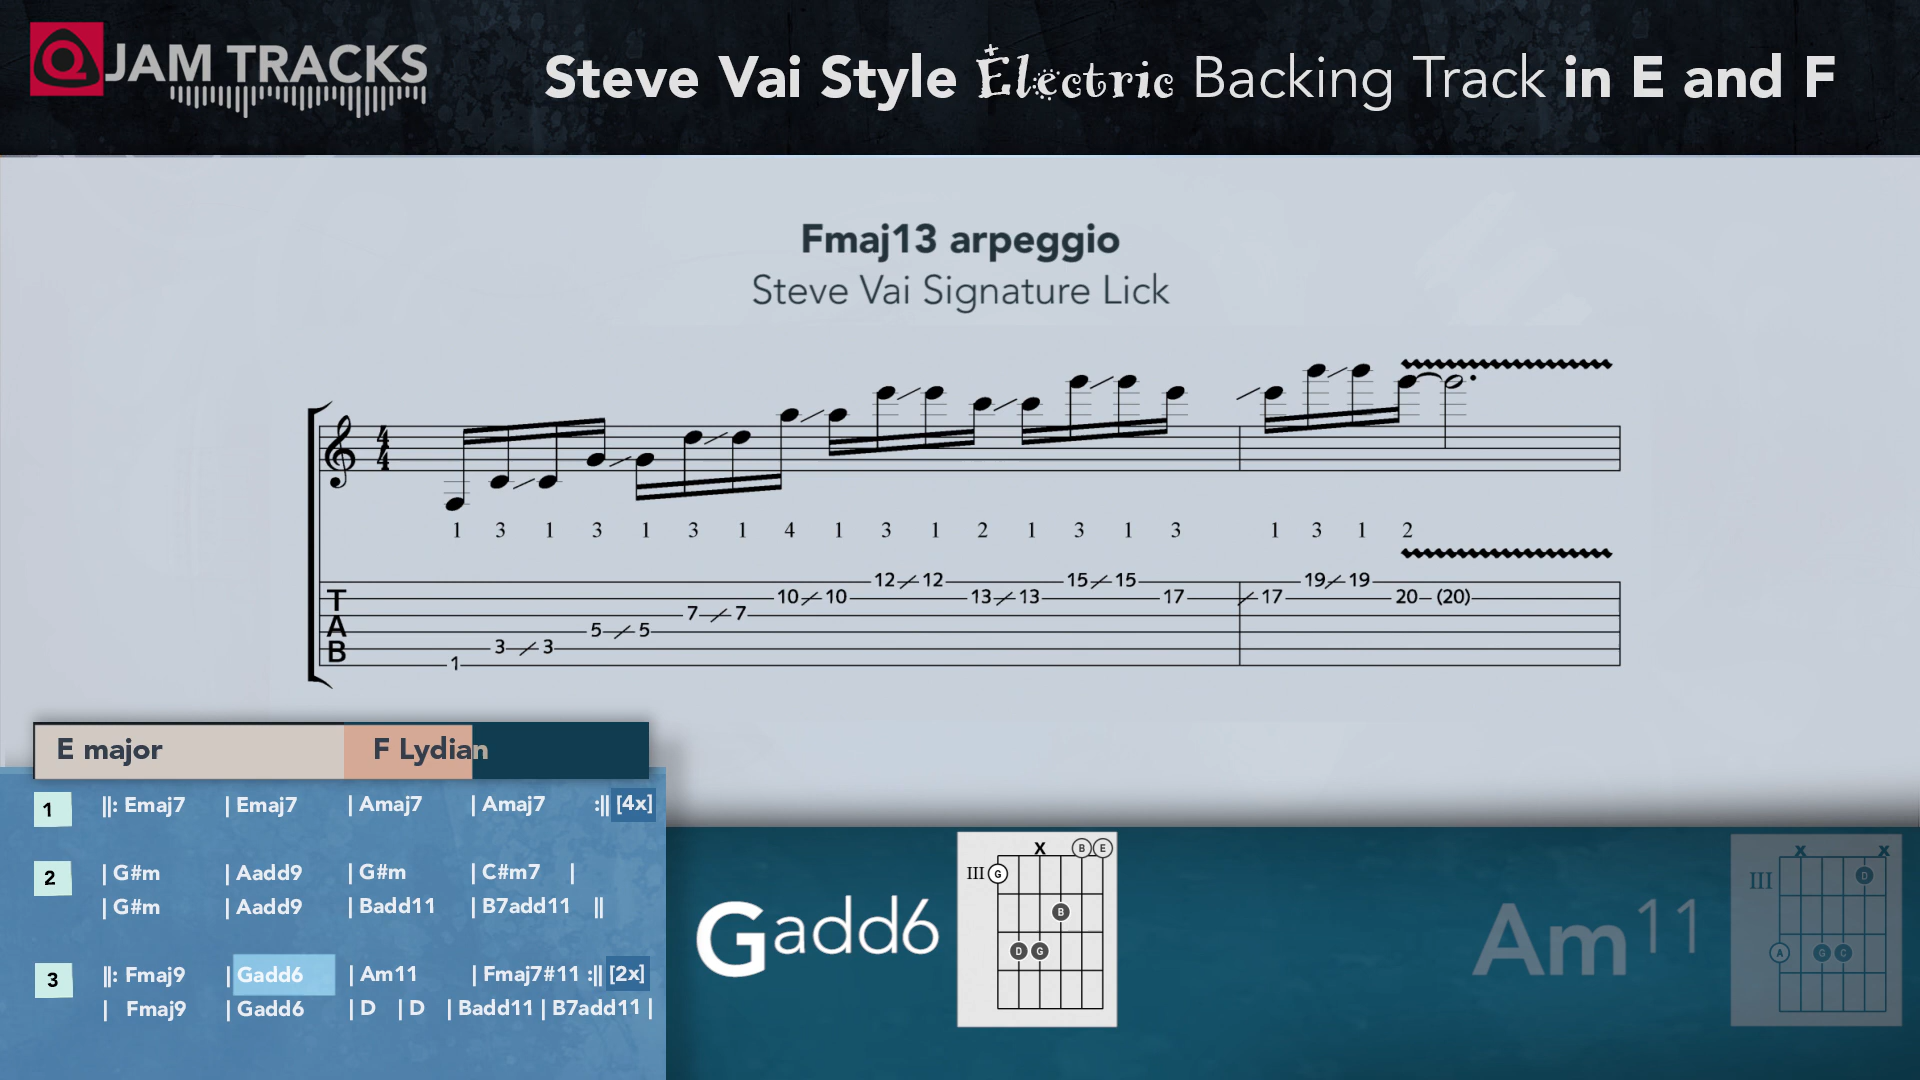 JAM TRACKS
Steve Vai Style Electric Backing Track in E and F
Fmaj13 arpeggio
Steve Vai Signature Lick
4
4
1 3 1 3 1 3 1 4 1 3 1 2 1 3 1 3 1 3 1 2
T
A
B
12 12 15 15 19 19
10 10 13 13 17 17 20 (20)
7 7
5 5
3 3
1
E major F Lydian
1 ||: Emaj7 | Emaj7 | Amaj7 | Amaj7 :|| [4x]
2 | G#m | Aadd9 | G#m | C#m7 |
| G#m | Aadd9 | Badd11 | B7add11 ||
3 ||: Fmaj9 | Gadd6 | Am11 | Fmaj7#11 :|| [2x]
| Fmaj9 | Gadd6 | D | D | Badd11 | B7add11 |
Gadd6
X B E
III G
B
D G
Am11
X X
III D
A G C